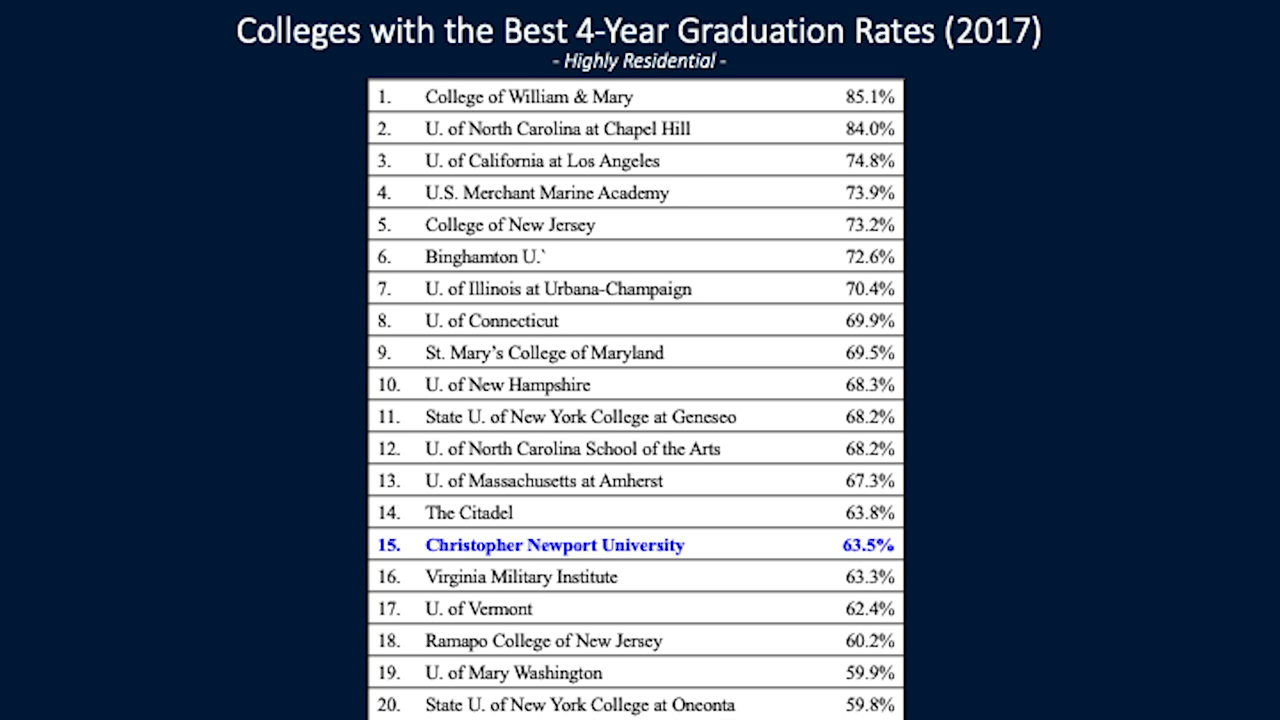 Colleges with the Best 4-Year Graduation Rates (2017)
- Highly Residential -
1. College of William & Mary 85.1%
2. U. of North Carolina at Chapel Hill 84.0%
3. U. of California at Los Angeles 74.8%
4. U.S. Merchant Marine Academy 73.9%
5. College of New Jersey 73.2%
6. Binghamton U.` 72.6%
7. U. of Illinois at Urbana-Champaign 70.4%
8. U. of Connecticut 69.9%
9. St. Mary’s College of Maryland 69.5%
10. U. of New Hampshire 68.3%
11. State U. of New York College at Geneseo 68.2%
12. U. of North Carolina School of the Arts 68.2%
13. U. of Massachusetts at Amherst 67.3%
14. The Citadel 63.8%
15. Christopher Newport University 63.5%
16. Virginia Military Institute 63.3%
17. U. of Vermont 62.4%
18. Ramapo College of New Jersey 60.2%
19. U. of Mary Washington 59.9%
20. State U. of New York College at Oneonta 59.8%